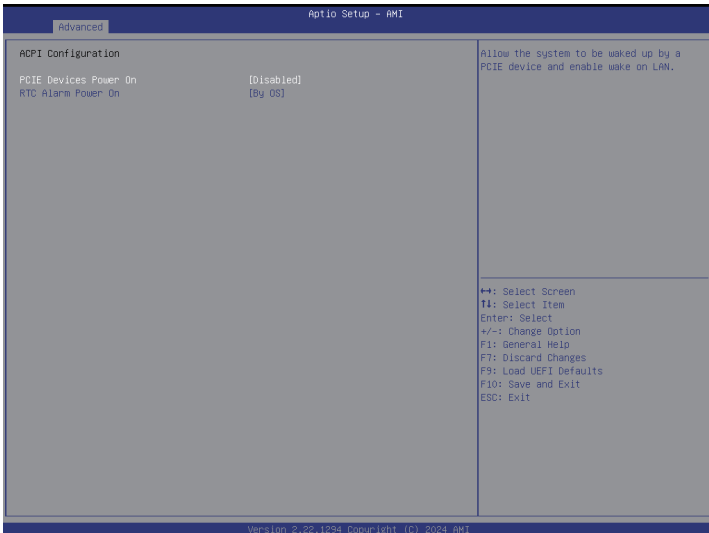 Aptio Setup - AMI
Advanced
ACPI Configuration
PCIE Devices Power On [Disabled]
RTC Alarm Power On [By OS]
Allow the system to be waked up by a
PCIE device and enable wake on LAN.
↔: Select Screen
↑↓: Select Item
Enter: Select
+/-: Change Option
F1: General Help
F7: Discard Changes
F9: Load UEFI Defaults
F10: Save and Exit
ESC: Exit
Version 2.22.1294 Copyright (C) 2024 AMI